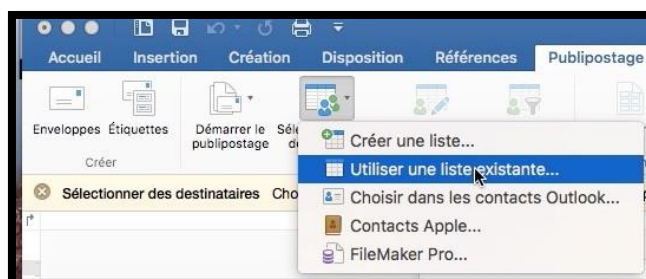 Accueil Insertion Création Disposition Références Publipostage
Enveloppes Étiquettes
Démarrer le
publipostage
Créer
Créer une liste...
Utiliser une liste existante...
Choisir dans les contacts Outlook...
Contacts Apple...
FileMaker Pro...
Sélectionner des destinataires